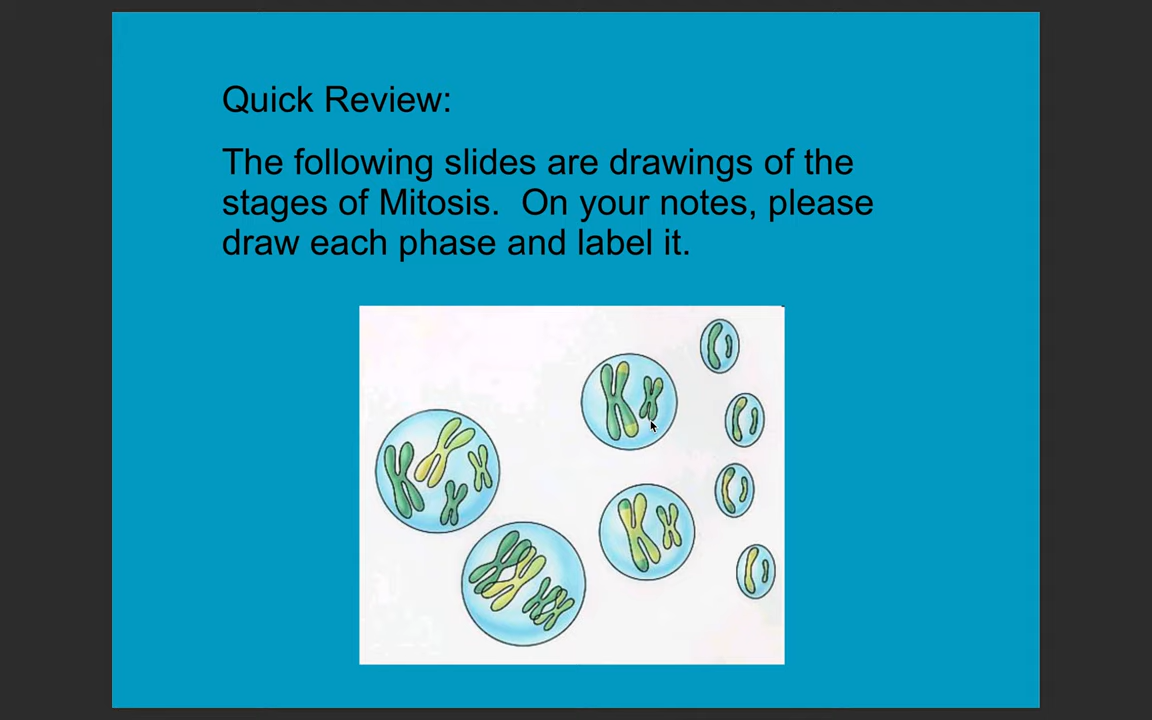 Quick Review:
The following slides are drawings of the
stages of Mitosis.  On your notes, please
draw each phase and label it.